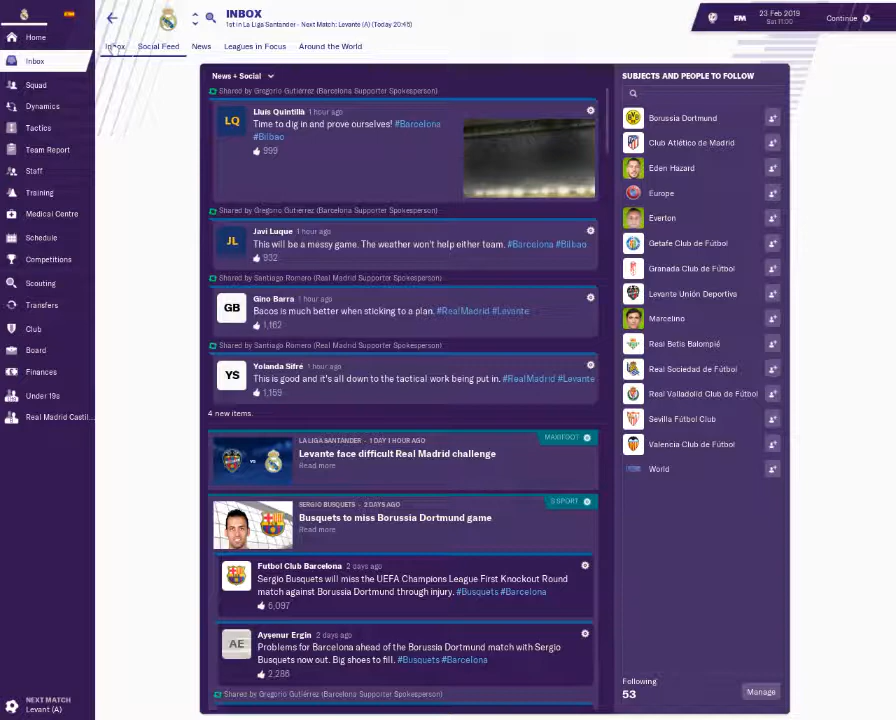 INBOX
1st in La Liga Santander - Next Match: Levante (A) (Today 20:45)
FM
23 Feb 2019
Sat 11:00
Continue
Inbox
Social Feed
News
Leagues in Focus
Around the World
Home
Inbox
Squad
Dynamics
Tactics
Team Report
Staff
Training
Medical Centre
Schedule
Competitions
Scouting
Transfers
Club
Board
Finances
Under 19s
Real Madrid Castil...
NEXT MATCH
Levant (A)
News + Social
Shared by Gregorio Gutiérrez (Barcelona Supporter Spokesperson)
LQ
Lluís Quintillà 1 hour ago
Time to dig in and prove ourselves! #Barcelona
#Bilbao
999
Shared by Gregorio Gutiérrez (Barcelona Supporter Spokesperson)
JL
Javi Luque 1 hour ago
This will be a messy game. The weather won't help either team. #Barcelona #Bilbao
932
Shared by Santiago Romero (Real Madrid Supporter Spokesperson)
GB
Gino Barra 1 hour ago
Bacos is much better when sticking to a plan. #RealMadrid #Levante
1,162
Shared by Santiago Romero (Real Madrid Supporter Spokesperson)
YS
Yolanda Sifré 1 hour ago
This is good and it's all down to the tactical work being put in. #RealMadrid #Levante
1,159
4 new items.
LA LIGA SANTANDER - 1 DAY 1 HOUR AGO
MAXIFOOT
Levante face difficult Real Madrid challenge
Read more
vs
SERGIO BUSQUETS - 2 DAYS AGO
Busquets to miss Borussia Dortmund game
Read more
Futbol Club Barcelona 2 days ago
Sergio Busquets will miss the UEFA Champions League First Knockout Round
match against Borussia Dortmund through injury. #Busquets #Barcelona
5,097
AE
Ayşenur Ergin 2 days ago
Problems for Barcelona ahead of the Borussia Dortmund match with Sergio
Busquets now out. Big shoes to fill. #Busquets #Barcelona
2,286
Shared by Gregorio Gutiérrez (Barcelona Supporter Spokesperson)
SUBJECTS AND PEOPLE TO FOLLOW
Borussia Dortmund
Club Atlético de Madrid
Eden Hazard
Europe
Everton
Getafe Club de Fútbol
Granada Club de Fútbol
Levante Unión Deportiva
Marcelino
Real Betis Balompié
Real Sociedad de Fútbol
Real Valladolid Club de Fútbol
Sevilla Fútbol Club
Valencia Club de Fútbol
World
Following
53
Manage